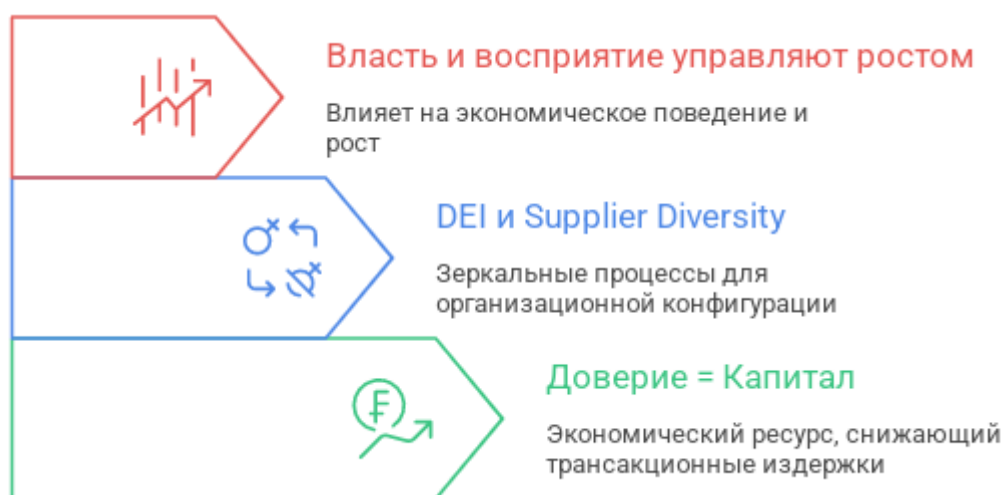 Власть и восприятие управляют ростом
Влияет на экономическое поведение и
рост
DEI и Supplier Diversity
Зеркальные процессы для
организационной конфигурации
Доверие = Капитал
Экономический ресурс, снижающий
трансакционные издержки